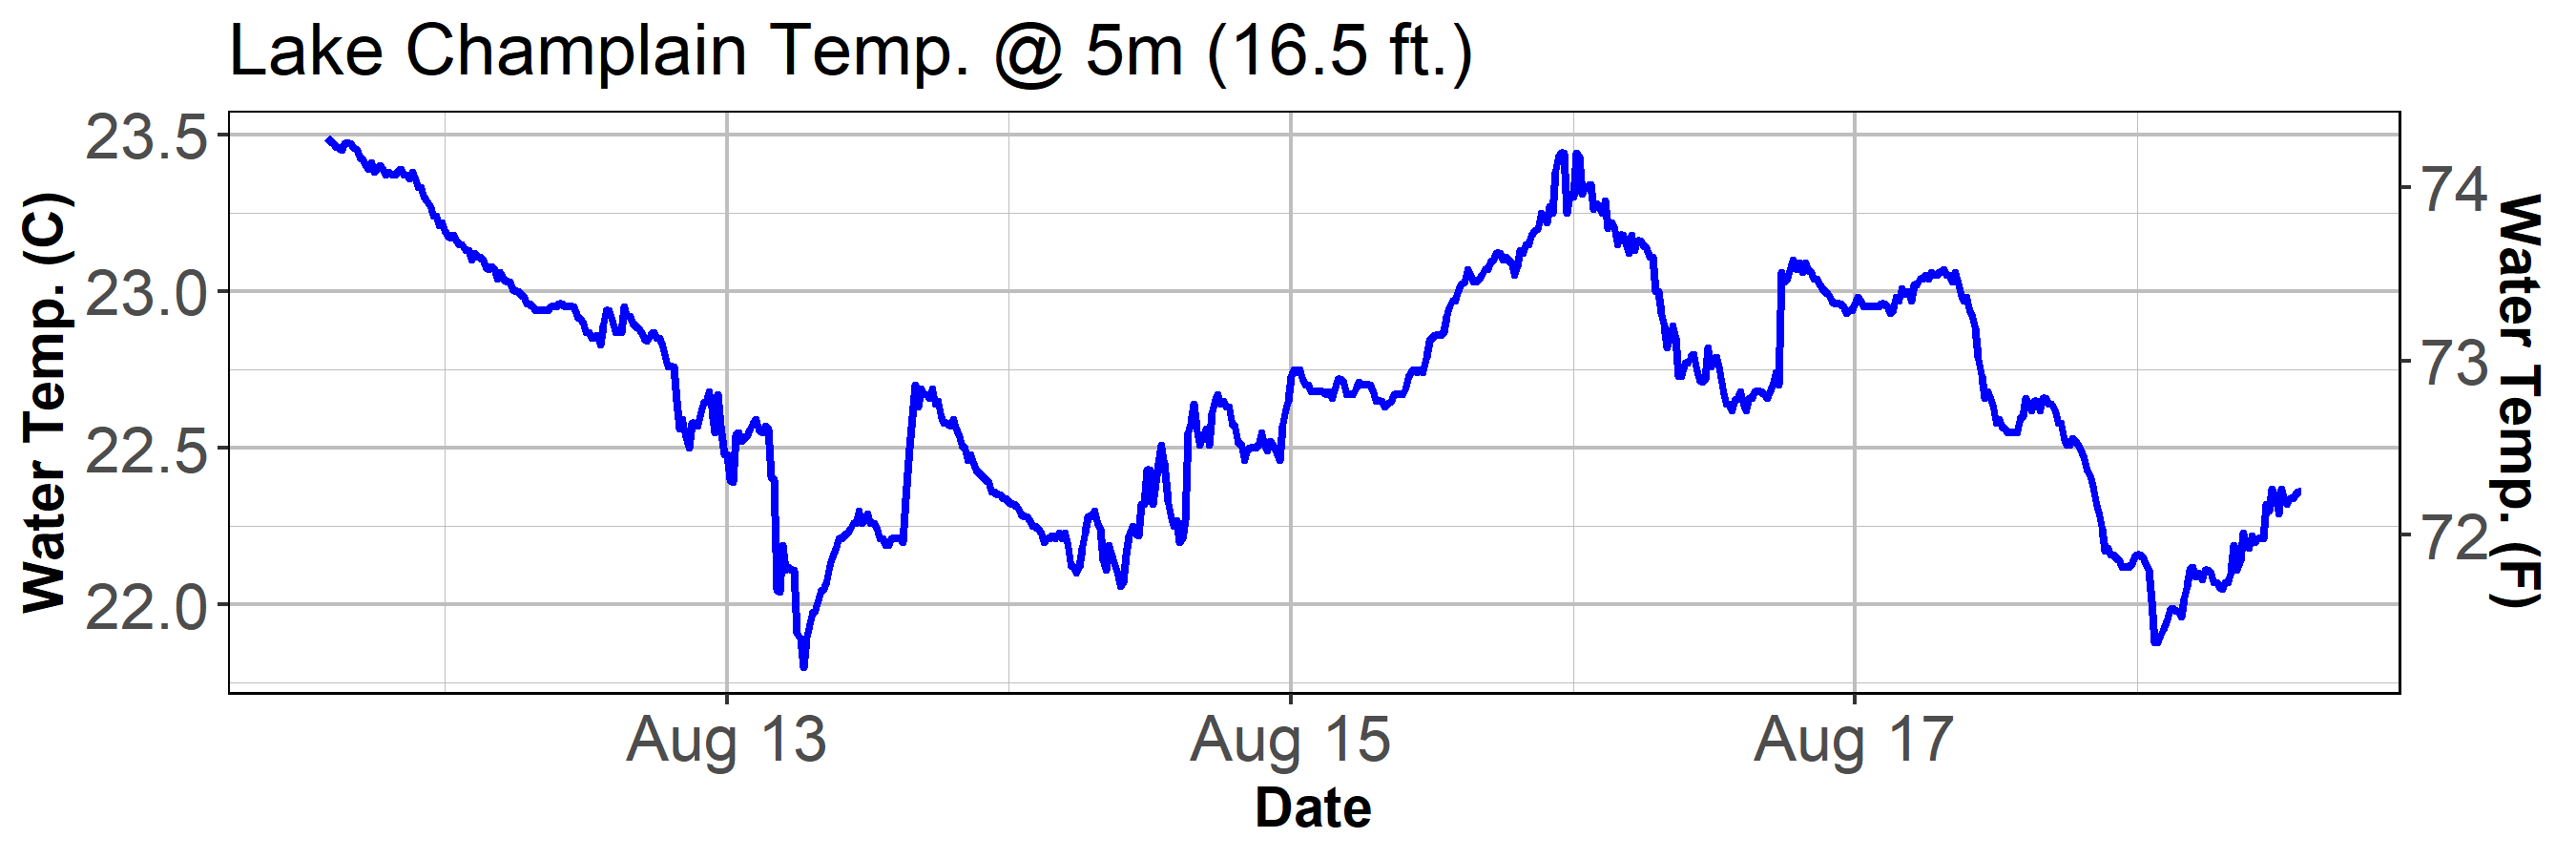 Lake Champlain Temp. @ 5m (16.5 ft.)
Water Temp. (C)
23.5
23.0
22.5
22.0
74
73
72
Water Temp. (F)
Aug 13
Aug 15
Aug 17
Date